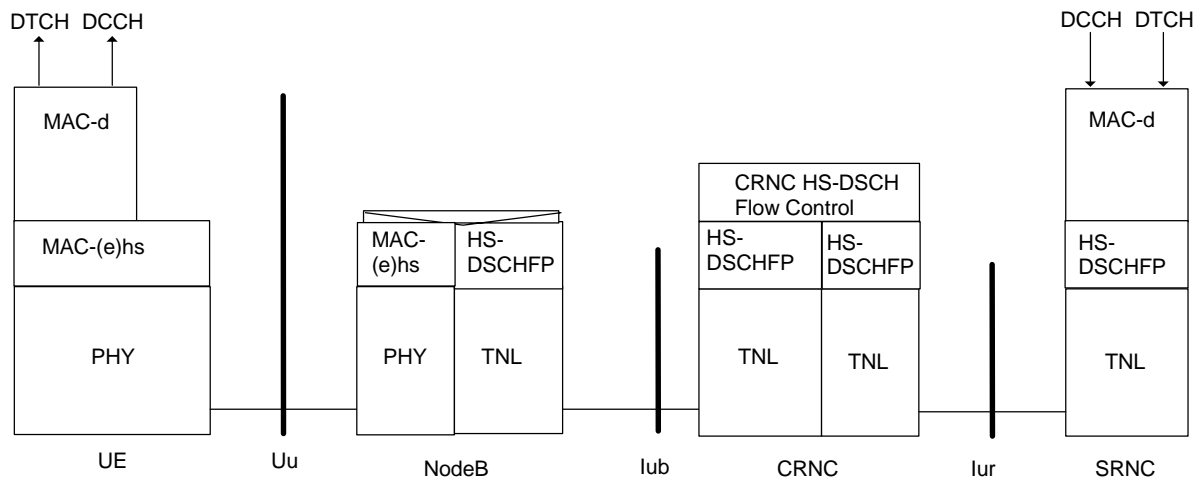 DTCH DCCH
DCCH DTCH
MAC-d
MAC-d
CRNC HS-DSCH
Flow Control
MAC-(e)hs
MAC-
(e)hs
HS-
DSCHFP
HS-
DSCHFP
HS-
DSCHFP
HS-
DSCHFP
PHY
PHY
TNL
TNL
TNL
TNL
UE
Uu
NodeB
Iub
CRNC
Iur
SRNC